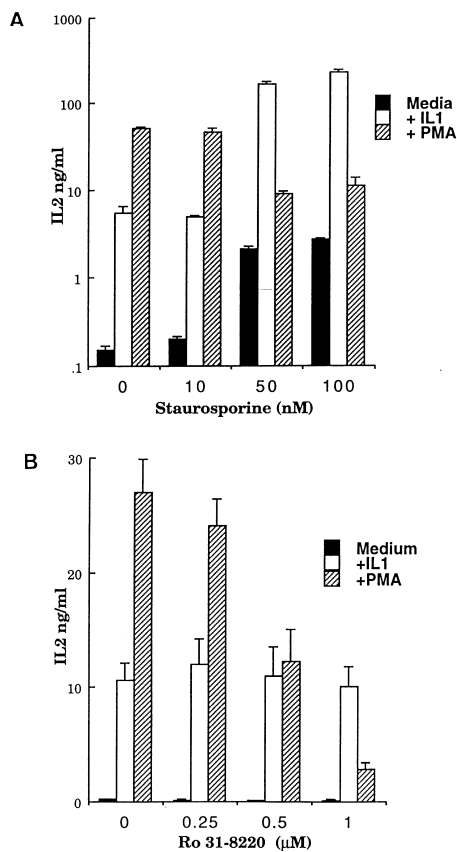 A
1000
100
10
1
.1
IL2 ng/ml
Media
+ IL1
+ PMA
0 10 50 100
Staurosporine (nM)
B
30
20
10
0
IL2 ng/ml
Medium
+IL1
+PMA
0 0.25 0.5 1
Ro 31-8220 (μM)